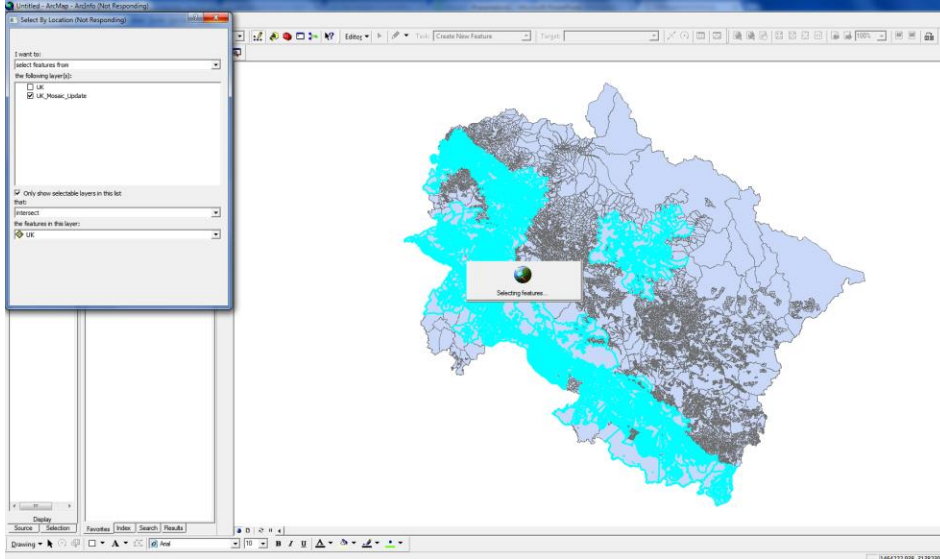 Untitled - ArcMap - ArcInfo (Not Responding)
Select By Location (Not Responding)
I want to:
select features from
the following layer(s):
UK
UK_Mosaic_Update
Only show selectable layers in this list
that:
intersect
the features in this layer:
UK
Editor
Task: Create New Feature
Target:
100%
Selecting features...
Display
Source Selection
Favorites Index Search Results
Drawing
Arial
10
B I U A